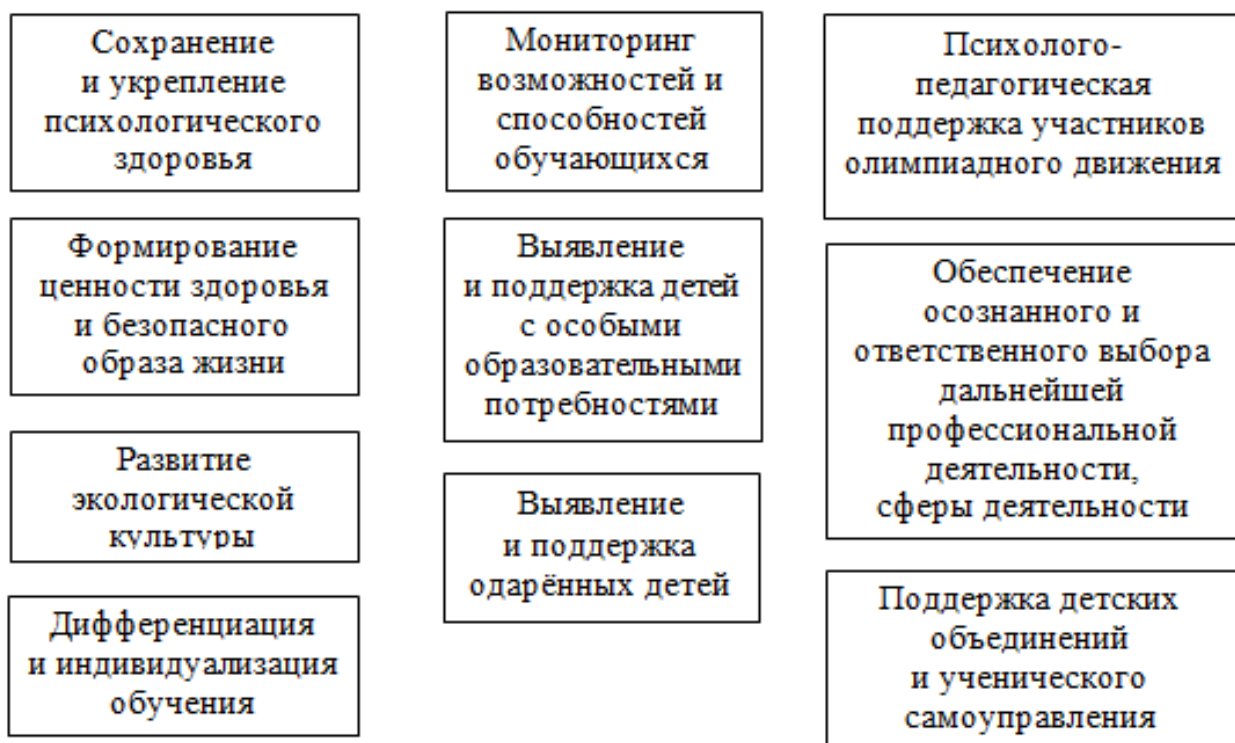 Сохранение
и укрепление
психологического
здоровья
Формирование
ценности здоровья
и безопасного
образа жизни
Развитие
экологической
культуры
Дифференциация
и индивидуализация
обучения
Мониторинг
возможностей и
способностей
обучающихся
Выявление
и поддержка детей
с особыми
образовательными
потребностями
Выявление
и поддержка
одарённых детей
Психолого-
педагогическая
поддержка участников
олимпиадного движения
Обеспечение
осознанного и
ответственного выбора
дальнейшей
профессиональной
деятельности,
сферы деятельности
Поддержка детских
объединений
и ученического
самоуправления